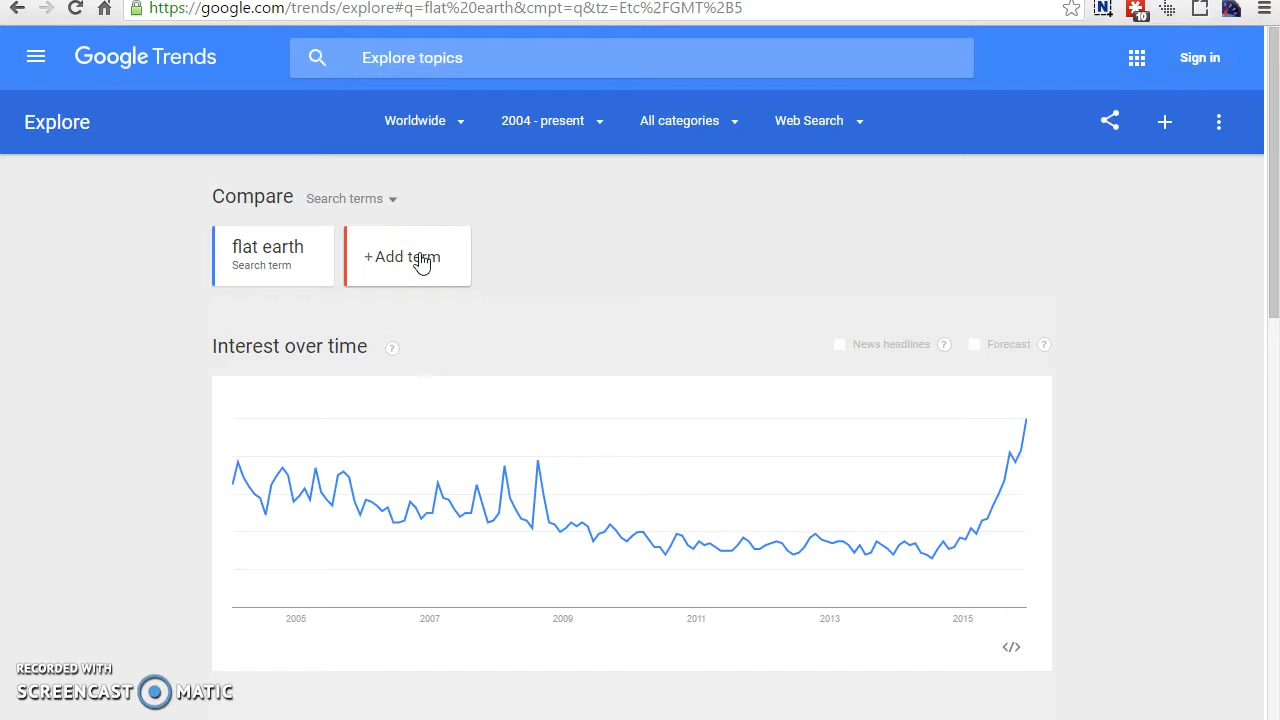 https://google.com/trends/explore#q=flat%20earth&cmpt=q&tz=Etc%2FGMT%2B5
N
10
Google Trends
Explore topics
Sign in
Explore
Worldwide
2004 - present
All categories
Web Search
Compare
Search terms
flat earth
Search term
+Add term
Interest over time
?
News headlines
?
Forecast
?
2005
2007
2009
2011
2013
2015
</>
RECORDED WITH
SCREENCAST MATIC